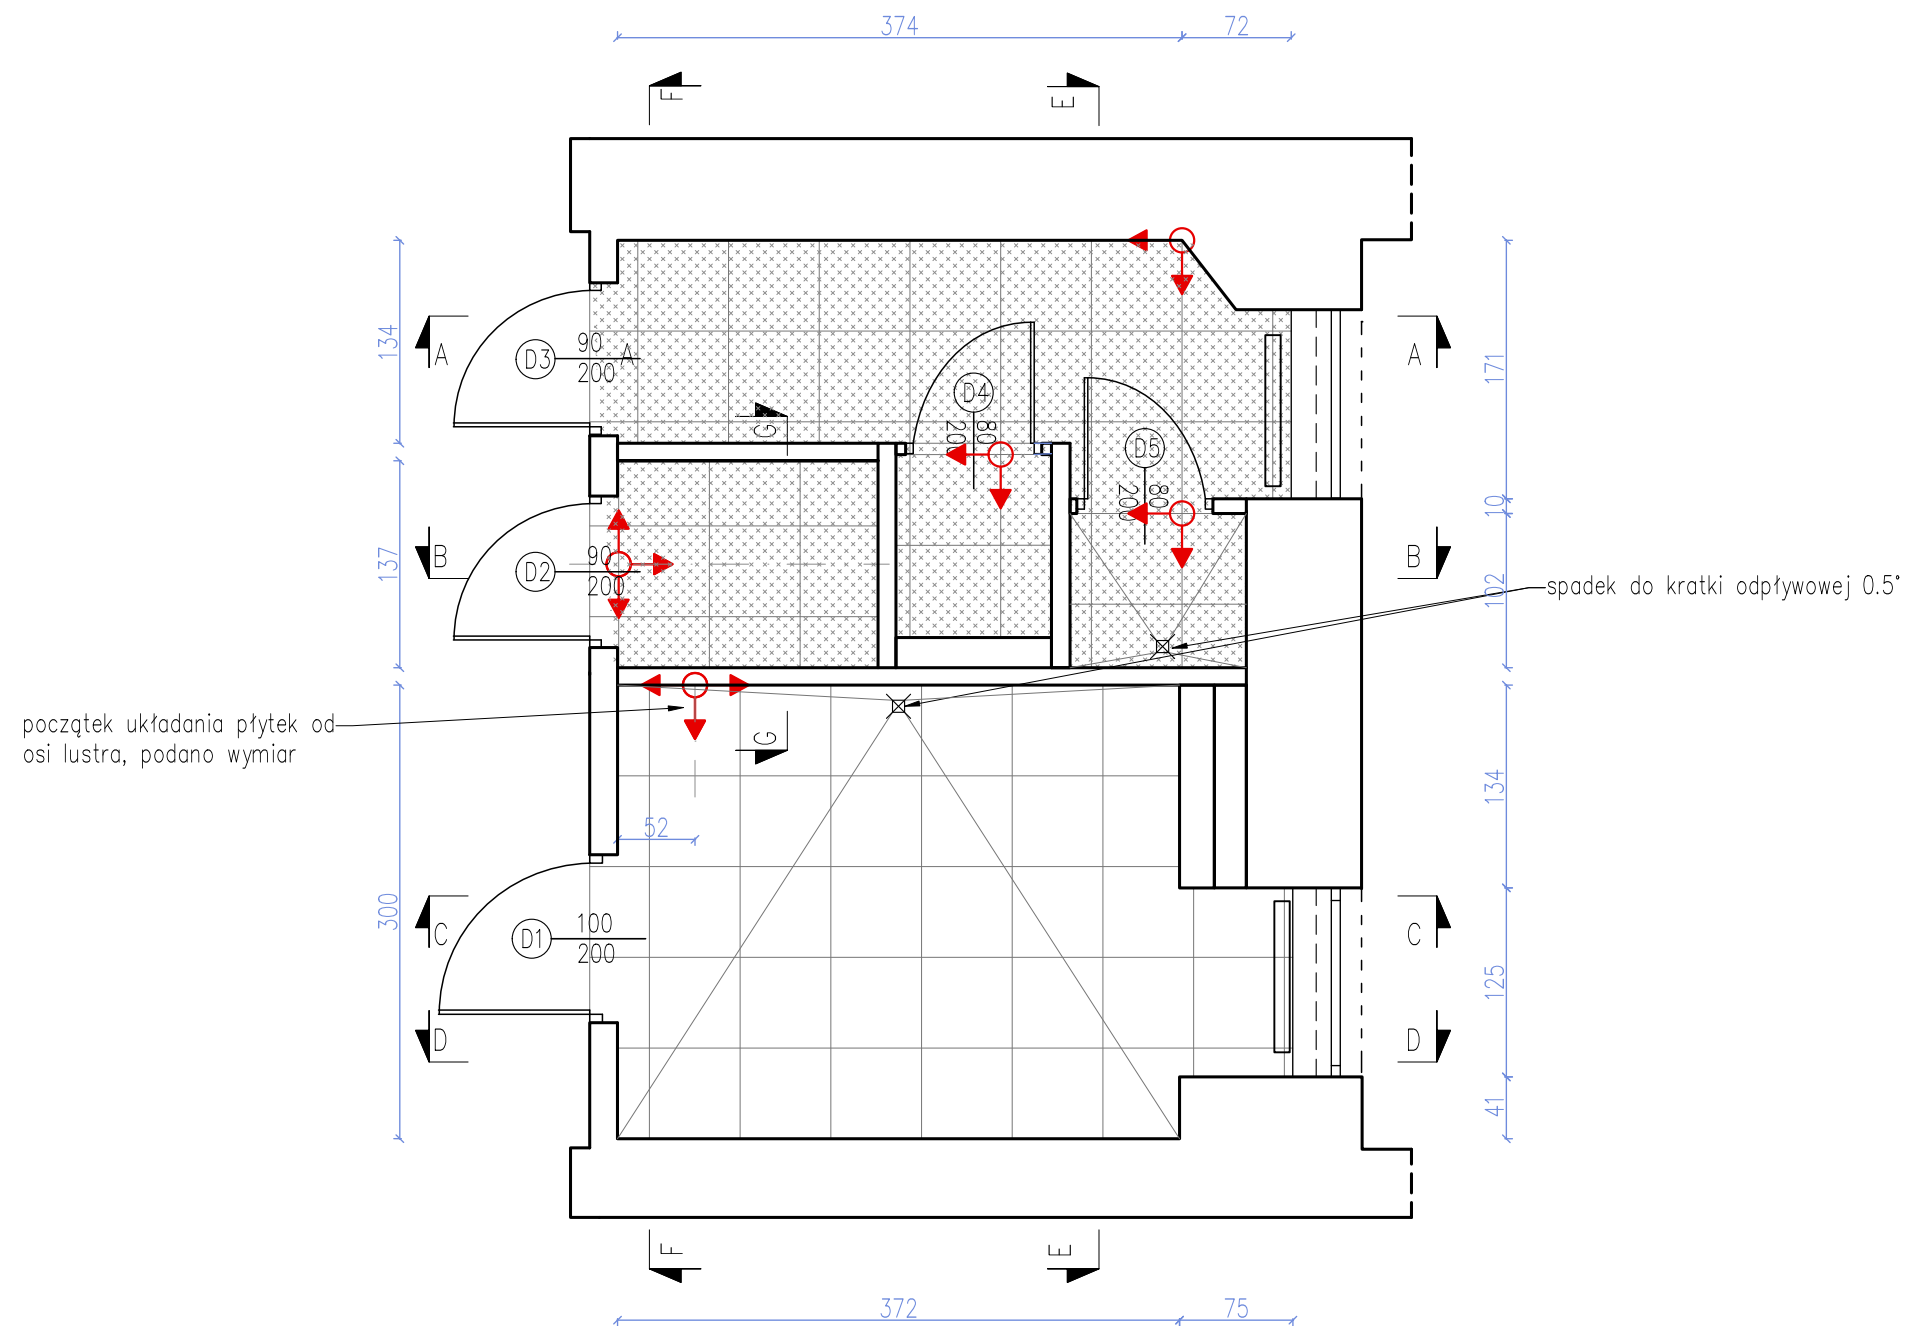 374
72
F
E
134
A
D3
90
200
A
A
171
D4
80
200
G
D5
80
200
10
137
B
D2
90
200
B
102
spadek do kratki odpływowej 0.5°
początek układania płytek od
osi lustra, podano wymiar
G
52
134
300
C
D1
100
200
C
125
D
D
41
F
E
372
75